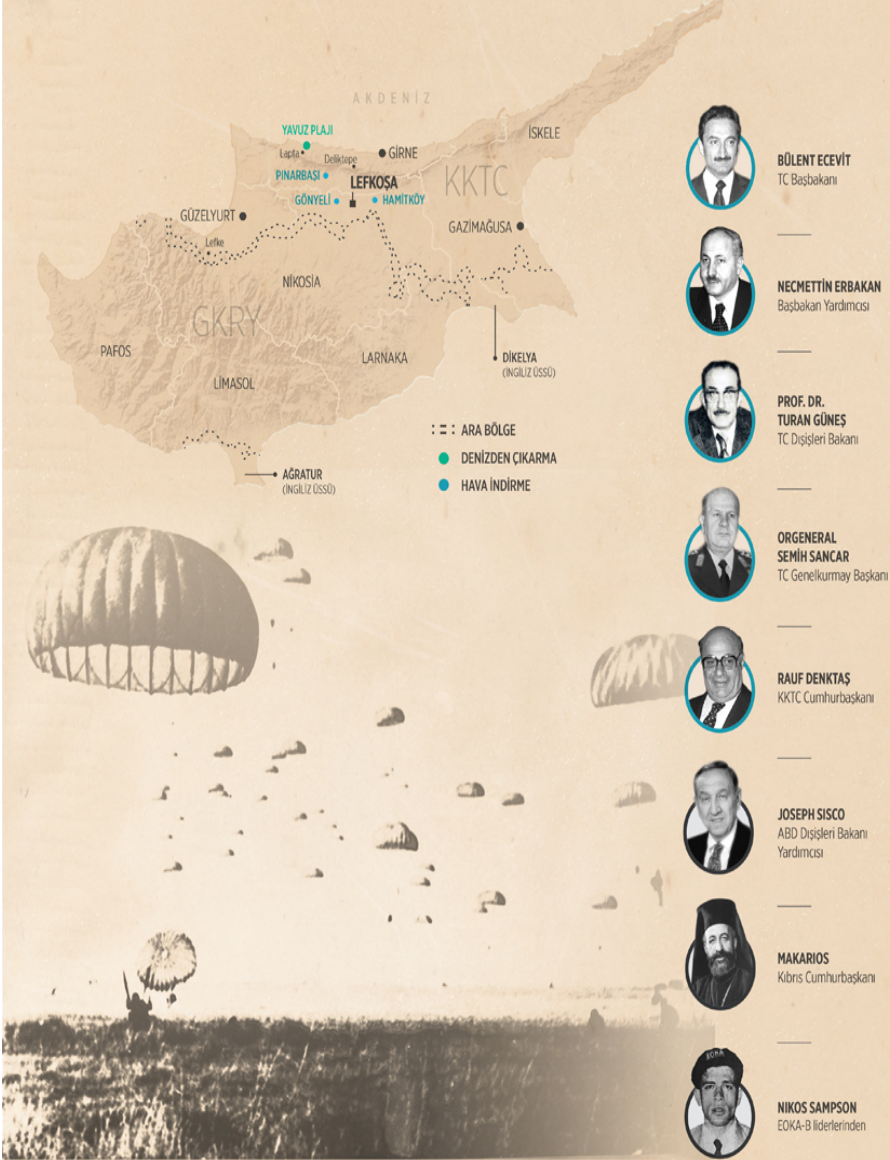 AKDENİZ
YAVUZ PLAJI
Lapta
Deliktepe
GİRNE
İSKELE
PINARBAŞI
LEFKOŞA
KKTC
GÖNYELİ
HAMİTKÖY
GÜZELYURT
GAZİMAĞUSA
Lefke
NİKOSİA
GKRY
PAFOS
LARNAKA
DİKELYA
(İNGİLİZ ÜSSÜ)
LİMASOL
ARA BÖLGE
DENİZDEN ÇIKARMA
HAVA İNDİRME
AĞRATUR
(İNGİLİZ ÜSSÜ)
BÜLENT ECEVİT
TC Başbakanı
NECMETTİN ERBAKAN
Başbakan Yardımcısı
PROF. DR.
TURAN GÜNEŞ
TC Dışişleri Bakanı
ORGENERAL
SEMİH SANCAR
TC Genelkurmay Başkanı
RAUF DENKTAŞ
KKTC Cumhurbaşkanı
JOSEPH SISCO
ABD Dışişleri Bakanı
Yardımcısı
MAKARIOS
Kıbrıs Cumhurbaşkanı
EOKA
NIKOS SAMPSON
EOKA-B liderlerinden